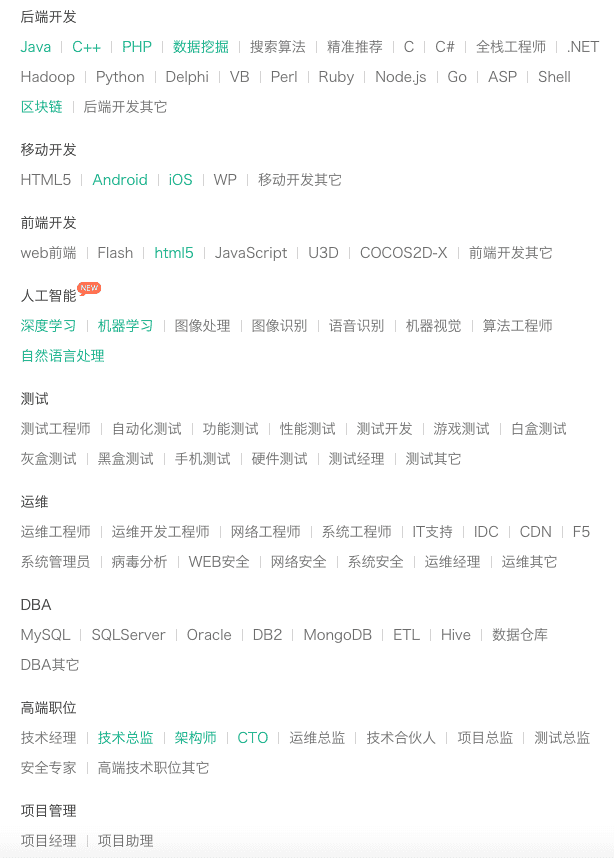 后端开发
Java | C++ | PHP | 数据挖掘 | 搜索算法 | 精准推荐 | C | C# | 全栈工程师 | .NET
Hadoop | Python | Delphi | VB | Perl | Ruby | Node.js | Go | ASP | Shell
区块链 | 后端开发其它
移动开发
HTML5 | Android | iOS | WP | 移动开发其它
前端开发
web前端 | Flash | html5 | JavaScript | U3D | COCOS2D-X | 前端开发其它
人工智能 NEW
深度学习 | 机器学习 | 图像处理 | 图像识别 | 语音识别 | 机器视觉 | 算法工程师
自然语言处理
测试
测试工程师 | 自动化测试 | 功能测试 | 性能测试 | 测试开发 | 游戏测试 | 白盒测试
灰盒测试 | 黑盒测试 | 手机测试 | 硬件测试 | 测试经理 | 测试其它
运维
运维工程师 | 运维开发工程师 | 网络工程师 | 系统工程师 | IT支持 | IDC | CDN | F5
系统管理员 | 病毒分析 | WEB安全 | 网络安全 | 系统安全 | 运维经理 | 运维其它
DBA
MySQL | SQLServer | Oracle | DB2 | MongoDB | ETL | Hive | 数据仓库
DBA其它
高端职位
技术经理 | 技术总监 | 架构师 | CTO | 运维总监 | 技术合伙人 | 项目总监 | 测试总监
安全专家 | 高端技术职位其它
项目管理
项目经理 | 项目助理